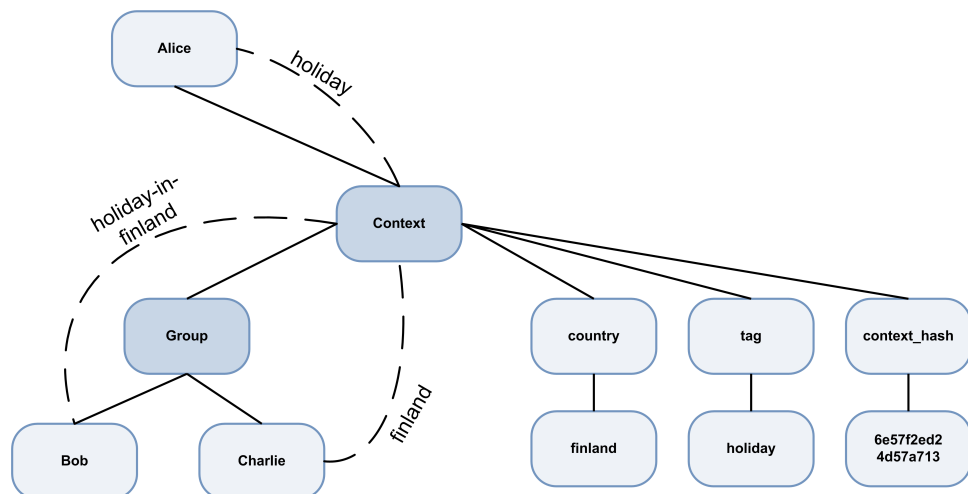 Alice
holiday
holiday-in-
finland
Context
Group
country
tag
context_hash
finland
Bob
Charlie
finland
holiday
6e57f2ed2
4d57a713